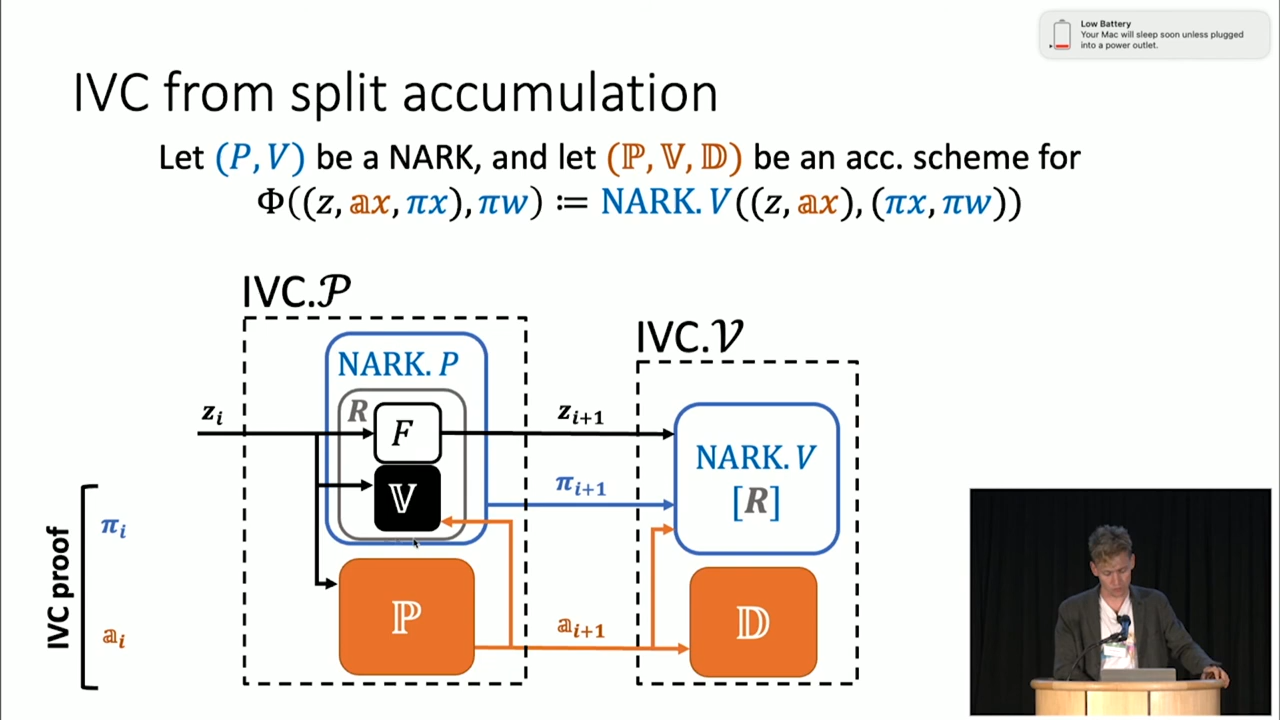 Low Battery
Your Mac will sleep soon unless plugged
into a power outlet.
IVC from split accumulation
Let (P, V) be a NARK, and let (ℙ, 𝕍, 𝔻) be an acc. scheme for
Φ((z, 𝕒x, πx), πw) ≔ NARK. V((z, 𝕒x), (πx, πw))
IVC.𝒫
IVC.𝒱
NARK. P
R
F
z_i
z_{i+1}
NARK. V
[R]
𝕍
π_{i+1}
IVC proof
π_i
ℙ
𝔻
𝕒_{i+1}
𝕒_i